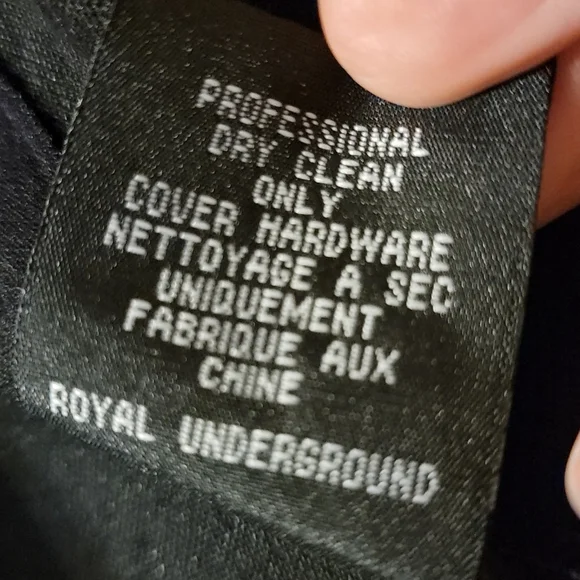 PROFESSIONAL
DRY CLEAN
ONLY
COVER HARDWARE
NETTOYAGE A SEC
UNIQUEMENT
FABRIQUE AUX
CHINE
ROYAL UNDERGROUND